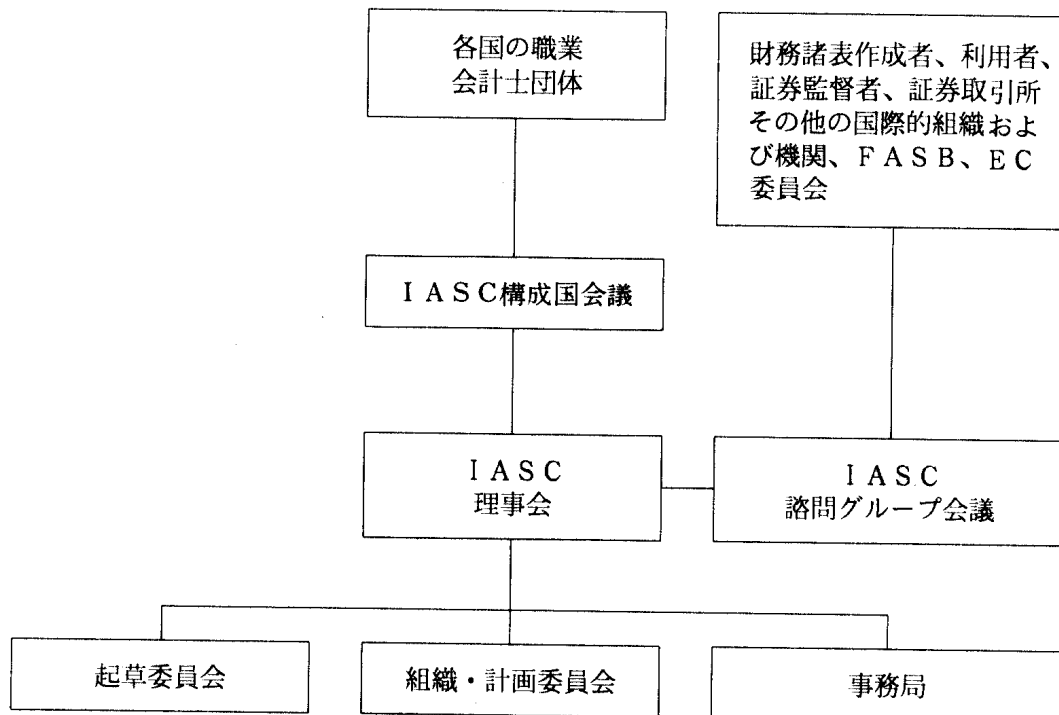 各国の職業
会計士団体
財務諸表作成者、利用者、
証券監督者、証券取引所
その他の国際的組織およ
び機関、FASB、EC
委員会
IASC構成国会議
IASC
理事会
IASC
諮問グループ会議
起草委員会
組織・計画委員会
事務局